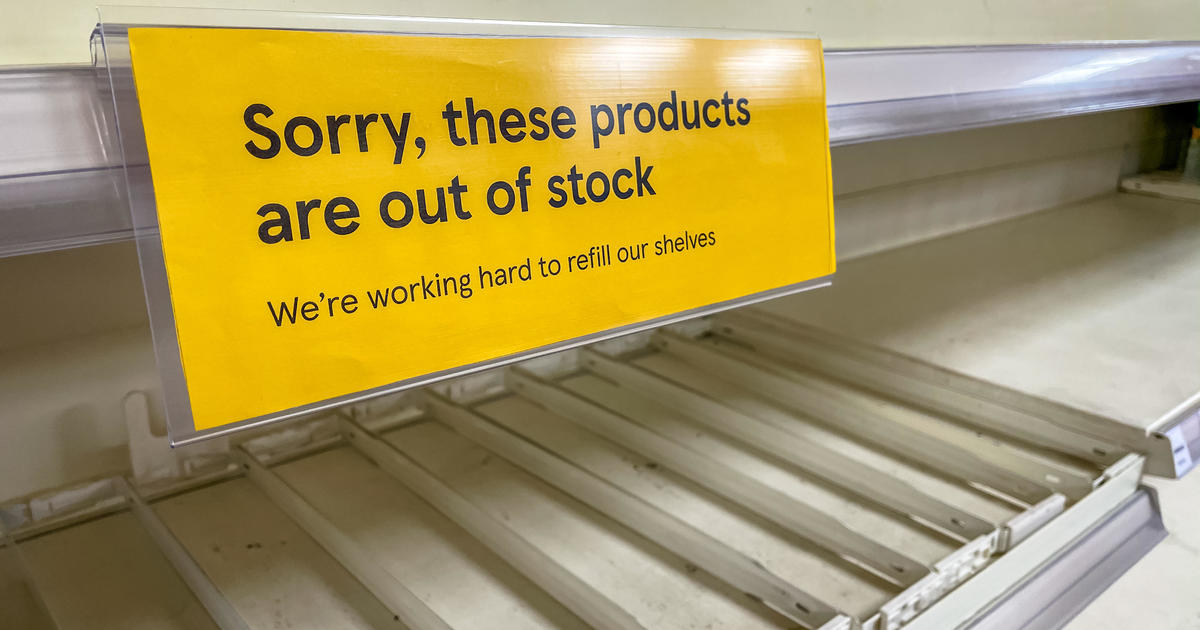 Sorry, these products
are out of stock
We're working hard to refill our shelves